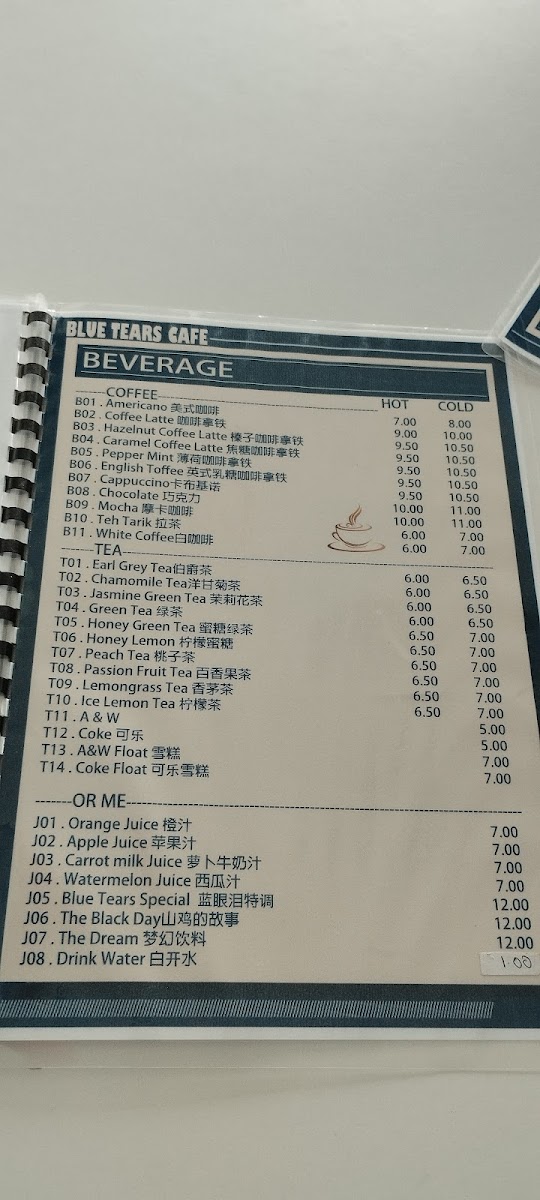 BLUE TEARS CAFE
BEVERAGE
-------COFFEE------- HOT COLD
B01 . Americano 美式咖啡 7.00 8.00
B02 . Coffee Latte 咖啡拿铁 9.00 10.00
B03 . Hazelnut Coffee Latte 榛子咖啡拿铁 9.50 10.50
B04 . Caramel Coffee Latte 焦糖咖啡拿铁 9.50 10.50
B05 . Pepper Mint 薄荷咖啡拿铁 9.50 10.50
B06 . English Toffee 英式乳糖咖啡拿铁 9.50 10.50
B07 . Cappuccino卡布基诺 9.50 10.50
B08 . Chocolate 巧克力 10.00 11.00
B09 . Mocha 摩卡咖啡 10.00 11.00
B10 . Teh Tarik 拉茶 6.00 7.00
B11 . White Coffee白咖啡 6.00 7.00
-------TEA-------
T01 . Earl Grey Tea伯爵茶 6.00 6.50
T02 . Chamomile Tea洋甘菊茶 6.00 6.50
T03 . Jasmine Green Tea 茉莉花茶 6.00 6.50
T04 . Green Tea 绿茶 6.00 6.50
T05 . Honey Green Tea 蜜糖绿茶 6.50 7.00
T06 . Honey Lemon 柠檬蜜糖 6.50 7.00
T07 . Peach Tea 桃子茶 6.50 7.00
T08 . Passion Fruit Tea 百香果茶 6.50 7.00
T09 . Lemongrass Tea 香茅茶 6.50 7.00
T10 . Ice Lemon Tea 柠檬茶 6.50 7.00
T11 . A & W 5.00
T12 . Coke 可乐 5.00
T13 . A&W Float 雪糕 7.00
T14 . Coke Float 可乐雪糕 7.00
-------OR ME-------
J01 . Orange Juice 橙汁 7.00
J02 . Apple Juice 苹果汁 7.00
J03 . Carrot milk Juice 萝卜牛奶汁 7.00
J04 . Watermelon Juice 西瓜汁 7.00
J05 . Blue Tears Special 蓝眼泪特调 12.00
J06 . The Black Day山鸡的故事 12.00
J07 . The Dream 梦幻饮料 12.00
J08 . Drink Water 白开水 1.00